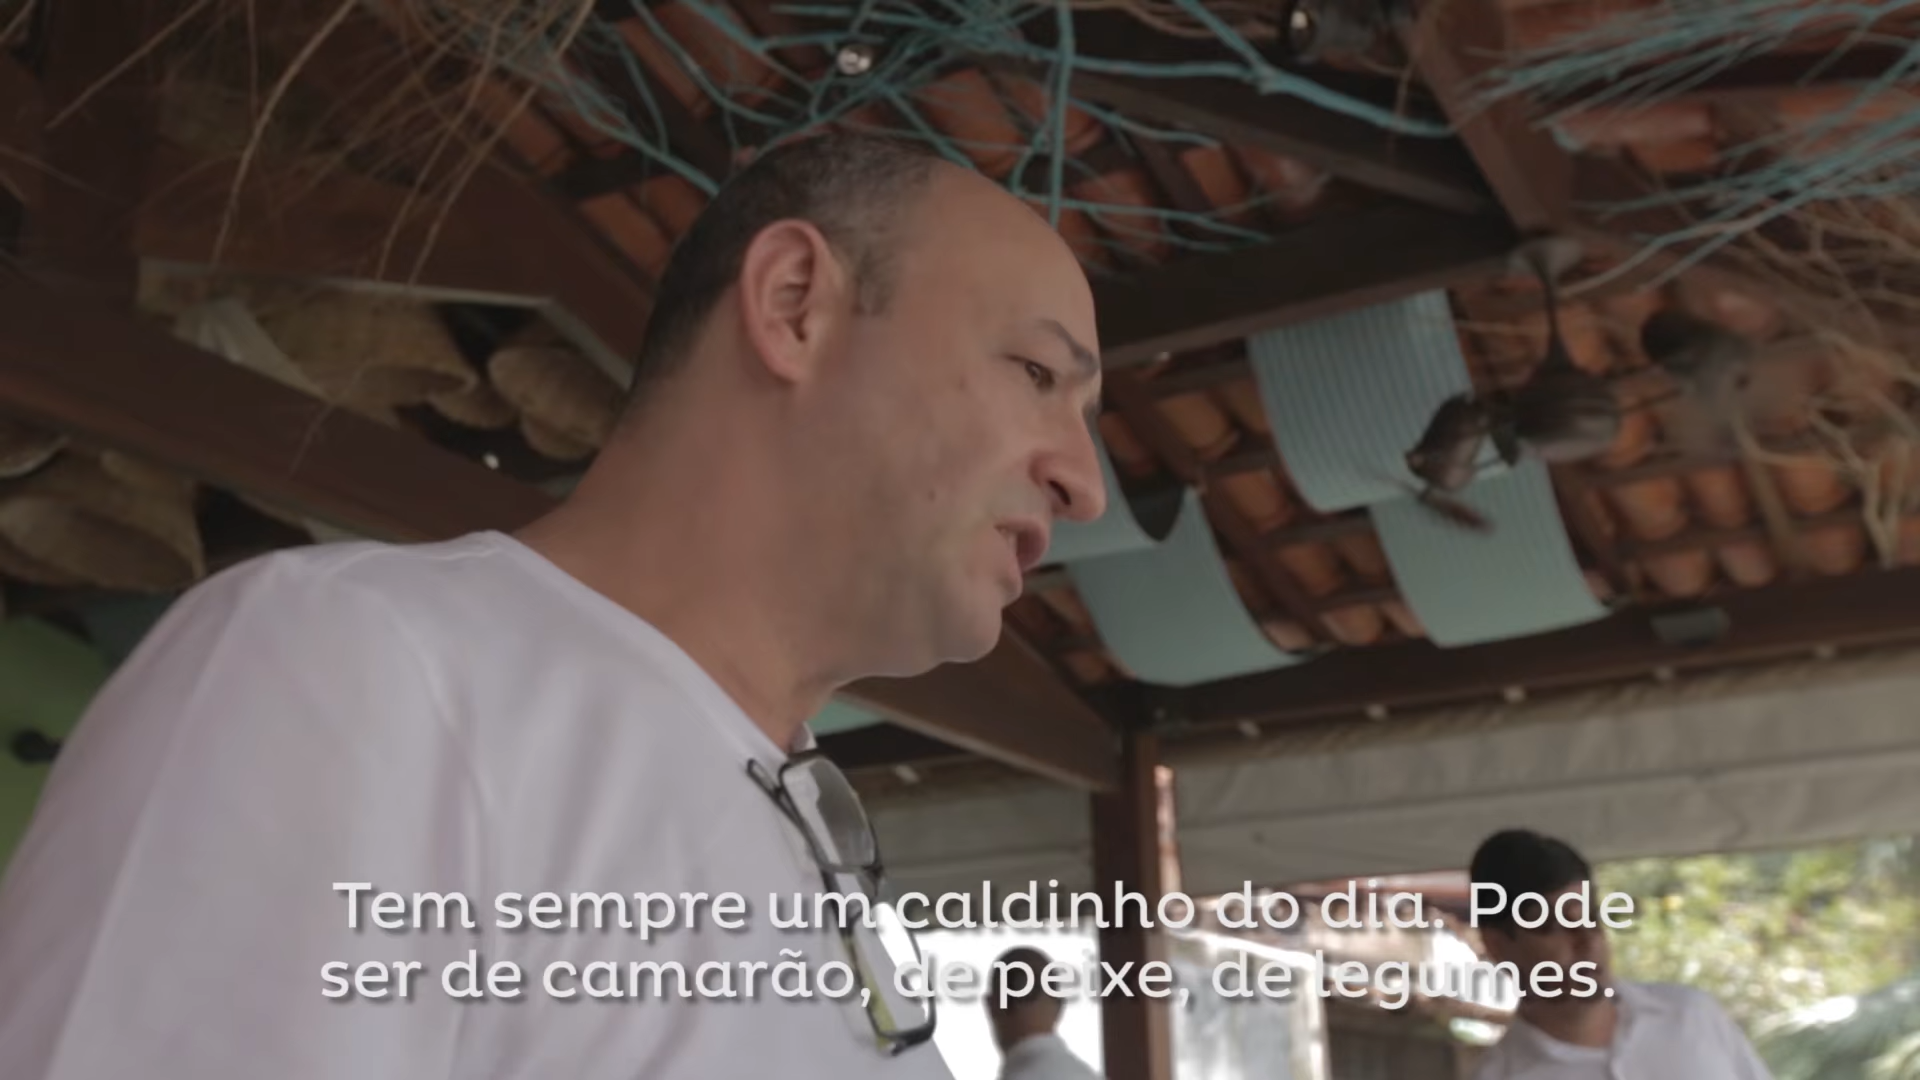 Tem sempre um caldinho do dia. Pode
ser de camarão, de peixe, de legumes.